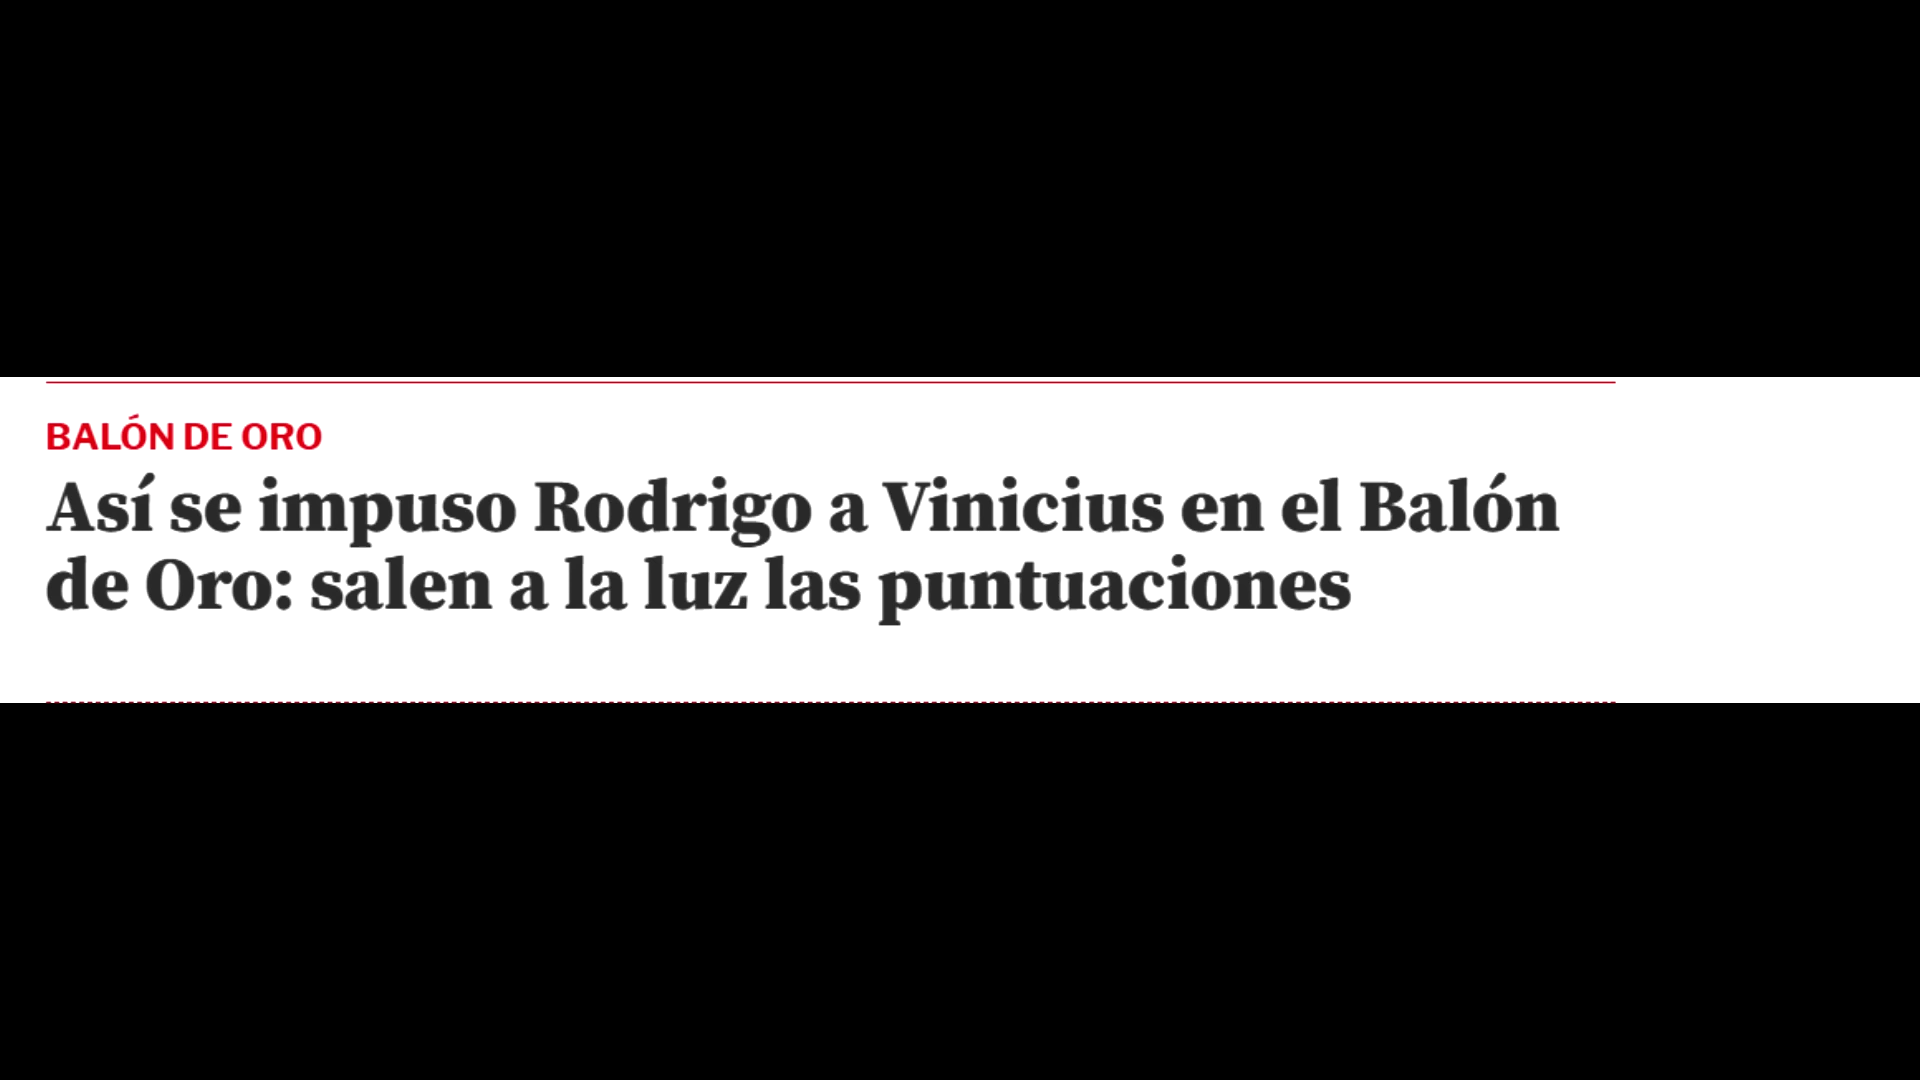 BALÓN DE ORO
Así se impuso Rodrigo a Vinicius en el Balón
de Oro: salen a la luz las puntuaciones